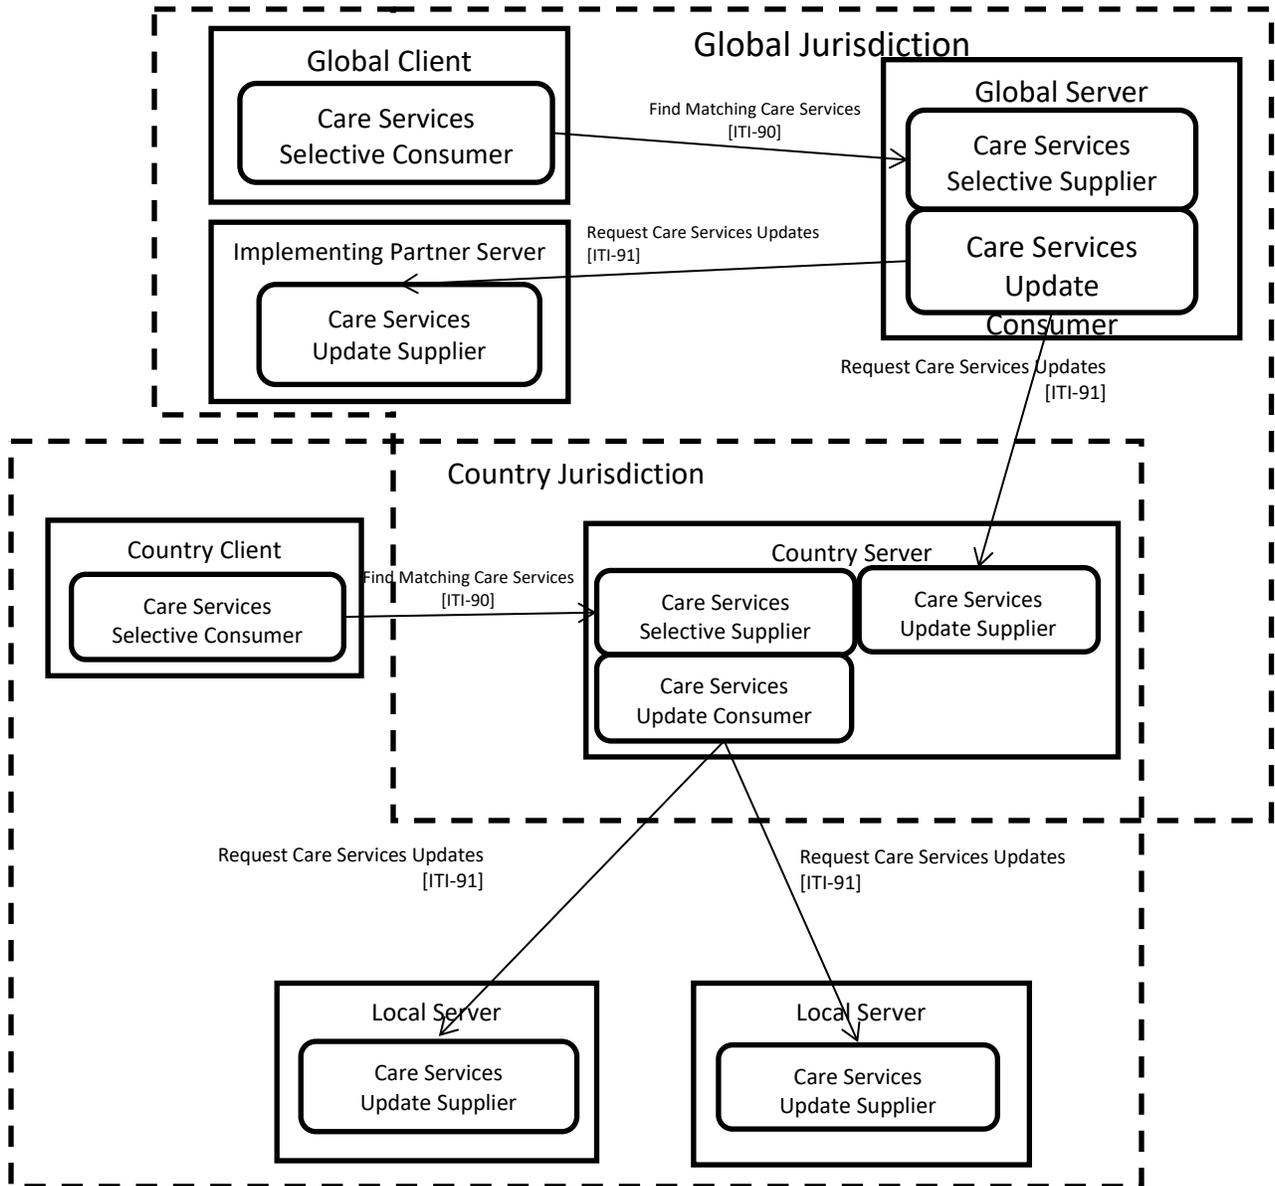 Global Jurisdiction
Global Client
Care Services
Selective Consumer
Find Matching Care Services
[ITI-90]
Global Server
Care Services
Selective Supplier
Care Services
Update
Consumer
Request Care Services Updates
[ITI-91]
Implementing Partner Server
Care Services
Update Supplier
Request Care Services Updates
[ITI-91]
Country Jurisdiction
Country Client
Care Services
Selective Consumer
Find Matching Care Services
[ITI-90]
Country Server
Care Services
Selective Supplier
Care Services
Update Supplier
Care Services
Update Consumer
Request Care Services Updates
[ITI-91]
Request Care Services Updates
[ITI-91]
Local Server
Care Services
Update Supplier
Local Server
Care Services
Update Supplier